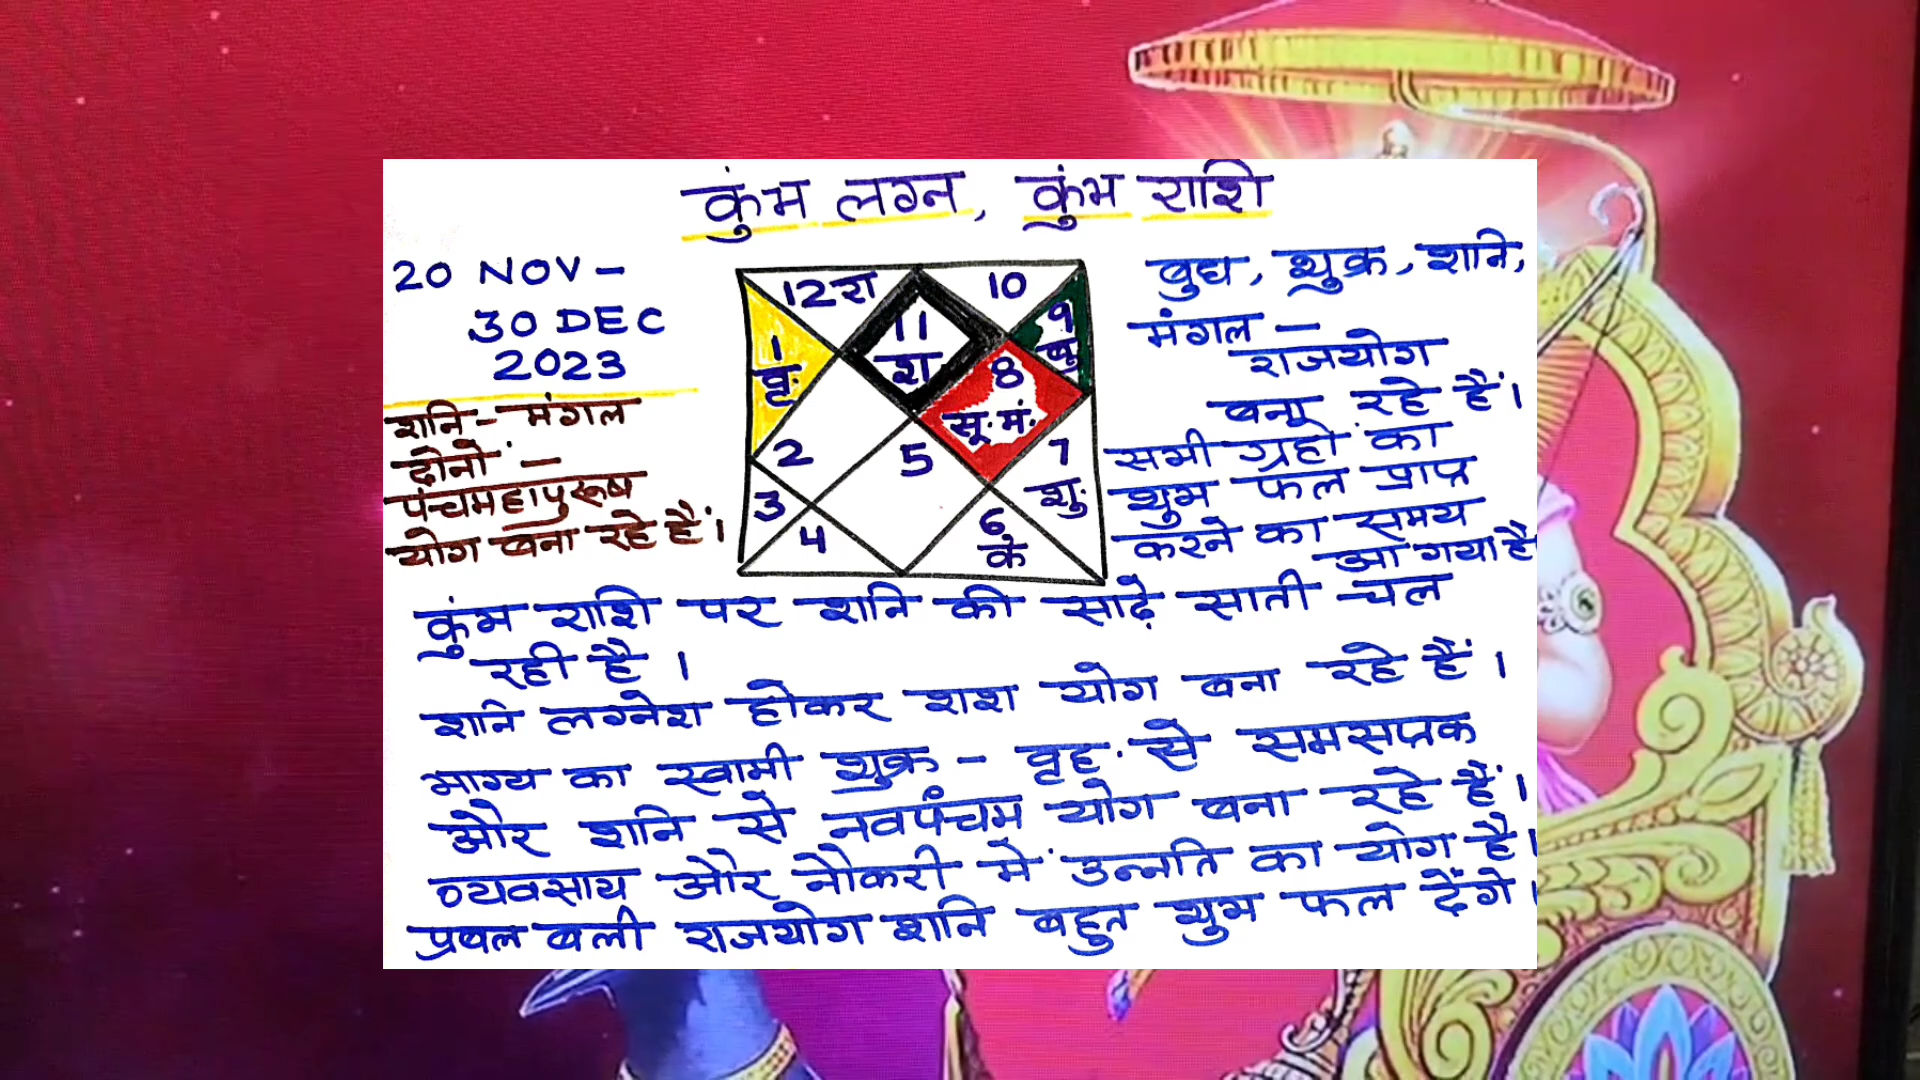 कुंभ लग्न, कुंभ राशि
20 NOV -
30 DEC
2023
शनि - मंगल
दोनों -
पंचमहापुरूष
योग बना रहे हैं।
12 रा
10
11
श
9
बु
1
वृ.
8
सू. मं.
2
5
7
शु.
3
4
6
के
बुध, शुक्र, शनि,
मंगल -
राजयोग
बना रहे हैं।
सभी ग्रहों का
शुभ फल प्राप्त
करने का समय
आ गया है
कुंभ राशि पर शनि की साढ़े साती चल
रही है।
शनि लग्नेश होकर शश योग बना रहे हैं।
भाग्य का स्वामी शुक्र - वृह. से समसप्तक
और शनि से नवपंचम योग बना रहे हैं।
व्यवसाय और नौकरी में उन्नति का योग है।
प्रबल बली राजयोग शनि बहुत शुभ फल देंगे।